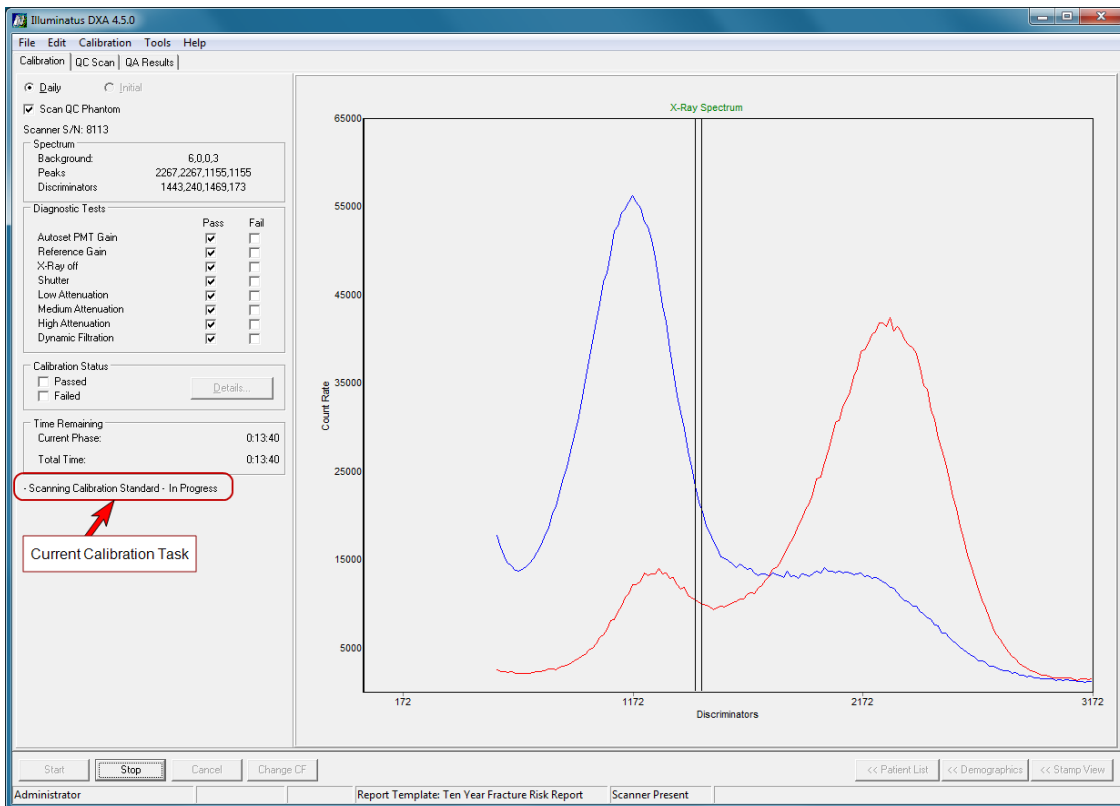 Illuminatus DXA 4.5.0
File Edit Calibration Tools Help
Calibration QC Scan QA Results
Daily Initial
Scan QC Phantom
Scanner S/N: 8113
Spectrum
Background: 6,0,0,3
Peaks 2267,2267,1155,1155
Discriminators 1443,240,1469,173
Diagnostic Tests
Pass Fail
Autoset PMT Gain
Reference Gain
X-Ray off
Shutter
Low Attenuation
Medium Attenuation
High Attenuation
Dynamic Filtration
Calibration Status
Passed
Failed
Details...
Time Remaining
Current Phase: 0:13:40
Total Time: 0:13:40
- Scanning Calibration Standard - In Progress
Current Calibration Task
X-Ray Spectrum
65000
55000
45000
35000
25000
15000
5000
Count Rate
172 1172 2172 3172
Discriminators
Start Stop Cancel Change CF << Patient List << Demographics << Stamp View
Administrator Report Template: Ten Year Fracture Risk Report Scanner Present